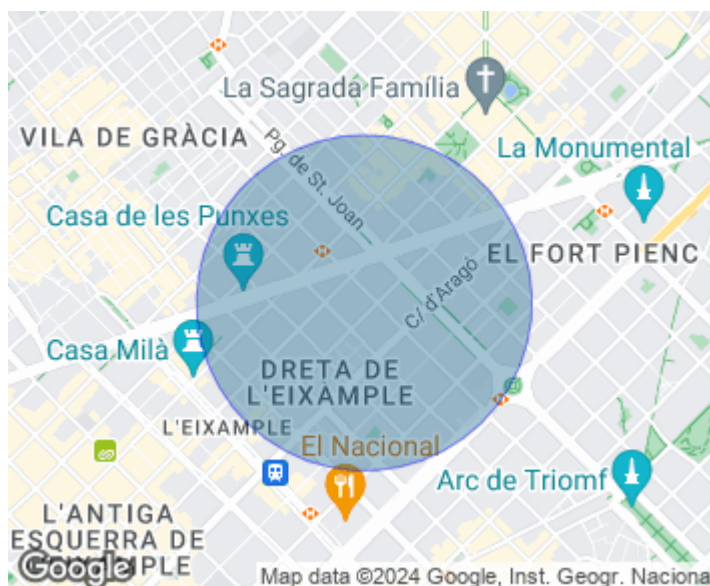 La Sagrada Família
VILA DE GRÀCIA
Pg. de St. Joan
La Monumental
Casa de les Punxes
EL FORT PIENC
C/ d'Aragó
Casa Milà
DRETA DE
L'EIXAMPLE
L'EIXAMPLE
El Nacional
Arc de Triomf
L'ANTIGA
ESQUERRA DE
L'EIXAMPLE
Google
Map data ©2024 Google, Inst. Geogr. Naciona